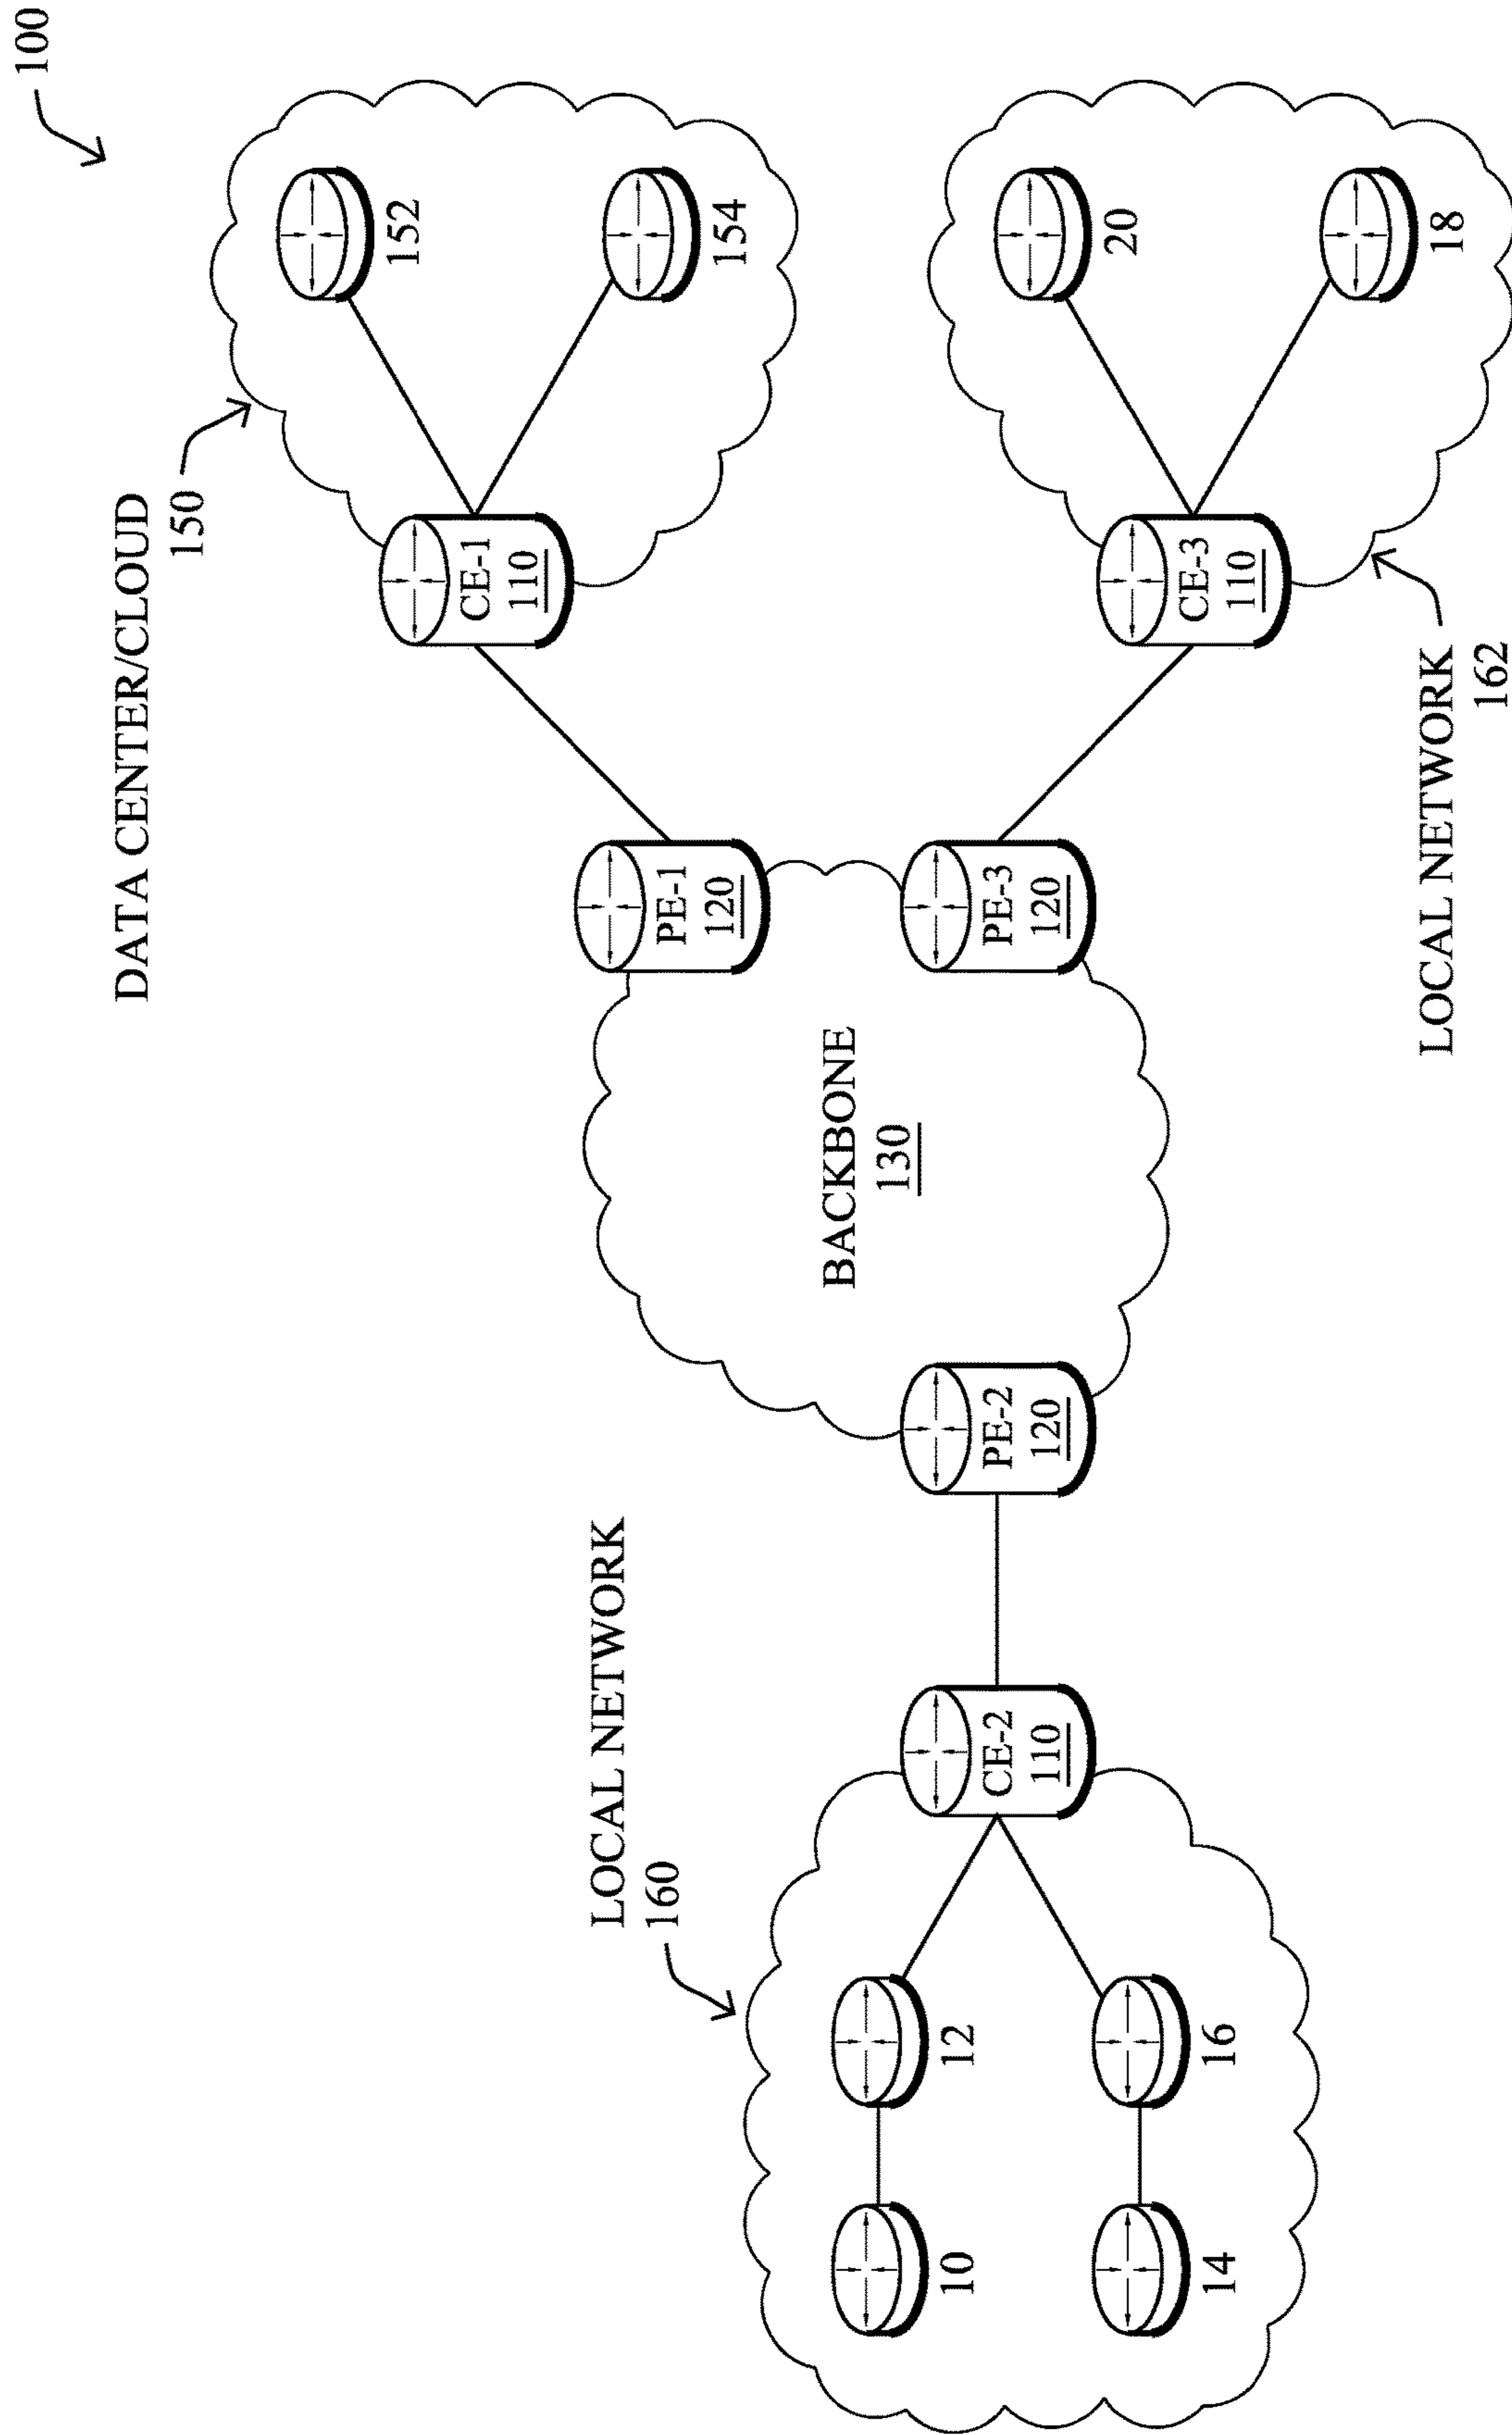 100
DATA CENTER/CLOUD
150
152
154
CE-1
110
PE-1
120
BACKBONE
130
PE-3
120
CE-3
110
20
18
LOCAL NETWORK
162
LOCAL NETWORK
160
PE-2
120
CE-2
110
12
10
16
14